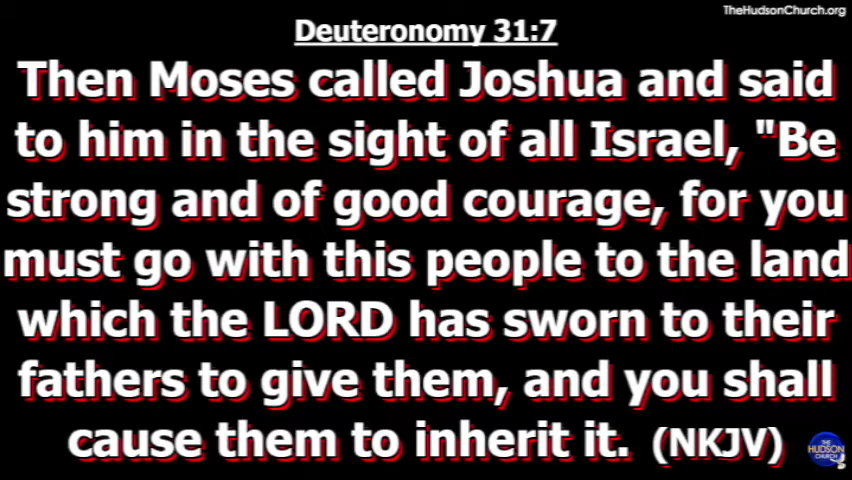 TheHudsonChurch.org
Deuteronomy 31:7
Then Moses called Joshua and said
to him in the sight of all Israel, "Be
strong and of good courage, for you
must go with this people to the land
which the LORD has sworn to their
fathers to give them, and you shall
cause them to inherit it. (NKJV)
THE
HUDSON
CHURCH